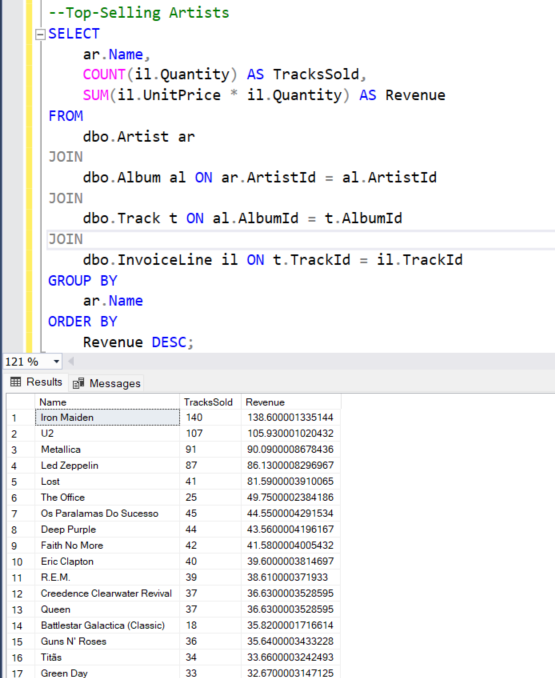 --Top-Selling Artists
SELECT
ar.Name,
COUNT(il.Quantity) AS TracksSold,
SUM(il.UnitPrice * il.Quantity) AS Revenue
FROM
dbo.Artist ar
JOIN
dbo.Album al ON ar.ArtistId = al.ArtistId
JOIN
dbo.Track t ON al.AlbumId = t.AlbumId
JOIN
dbo.InvoiceLine il ON t.TrackId = il.TrackId
GROUP BY
ar.Name
ORDER BY
Revenue DESC;
121 %
Results Messages
Name TracksSold Revenue
1 Iron Maiden 140 138.600001335144
2 U2 107 105.930001020432
3 Metallica 91 90.0900008678436
4 Led Zeppelin 87 86.1300008296967
5 Lost 41 81.5900003910065
6 The Office 25 49.7500002384186
7 Os Paralamas Do Sucesso 45 44.5500004291534
8 Deep Purple 44 43.5600004196167
9 Faith No More 42 41.5800004005432
10 Eric Clapton 40 39.6000003814697
11 R.E.M. 39 38.610000371933
12 Creedence Clearwater Revival 37 36.6300003528595
13 Queen 37 36.6300003528595
14 Battlestar Galactica (Classic) 18 35.8200001716614
15 Guns N' Roses 36 35.6400003433228
16 Titãs 34 33.6600003242493
17 Green Day 33 32.6700003147125